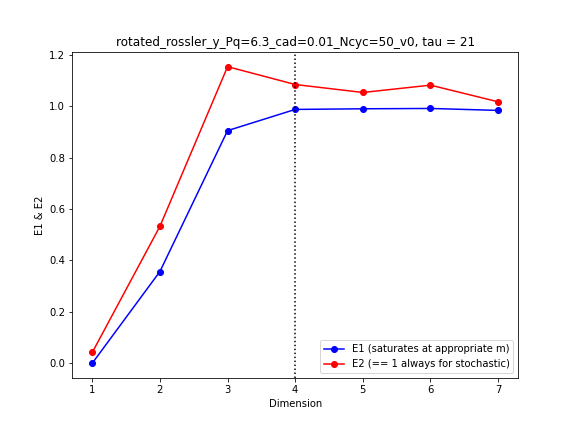 rotated_rossler_y_Pq=6.3_cad=0.01_Ncyc=50_v0, tau = 21
1.2
1.0
0.8
0.6
0.4
0.2
0.0
E1 & E2
E1 (saturates at appropriate m)
E2 (== 1 always for stochastic)
1 2 3 4 5 6 7
Dimension